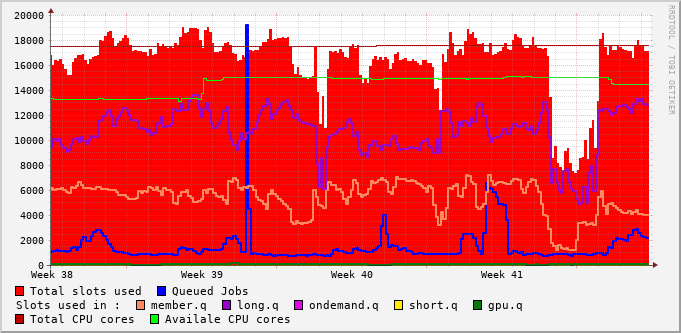 20000
18000
16000
14000
12000
10000
8000
6000
4000
2000
0
Week 38 Week 39 Week 40 Week 41
Total slots used Queued Jobs
Slots used in : member.q long.q ondemand.q short.q gpu.q
Total CPU cores Availale CPU cores
RRDTOOL / TOBI OETIKER